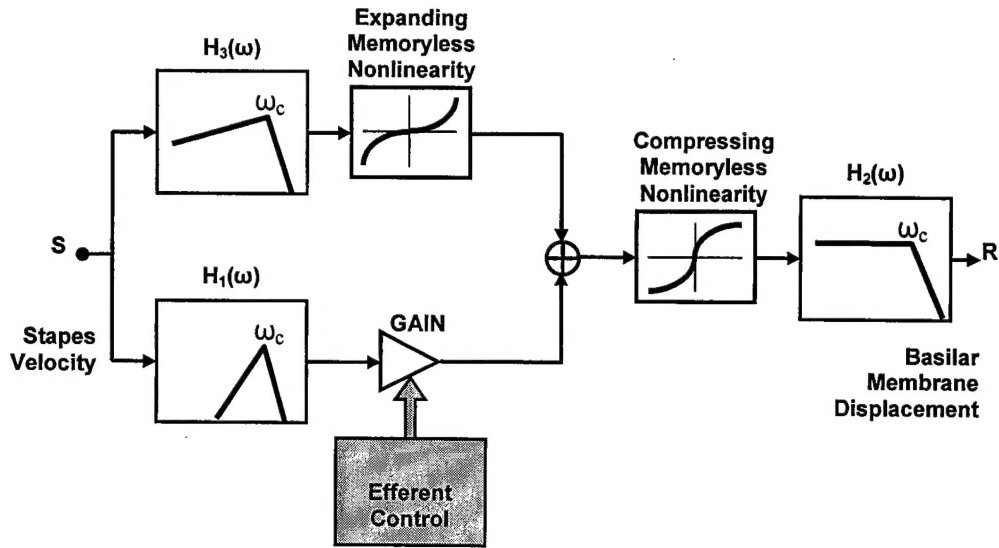 Expanding
Memoryless
Nonlinearity
H₃(ω)
ωc
Compressing
Memoryless
Nonlinearity
H₂(ω)
ωc
S
R
H₁(ω)
ωc
GAIN
Stapes
Velocity
Basilar
Membrane
Displacement
Efferent
Control